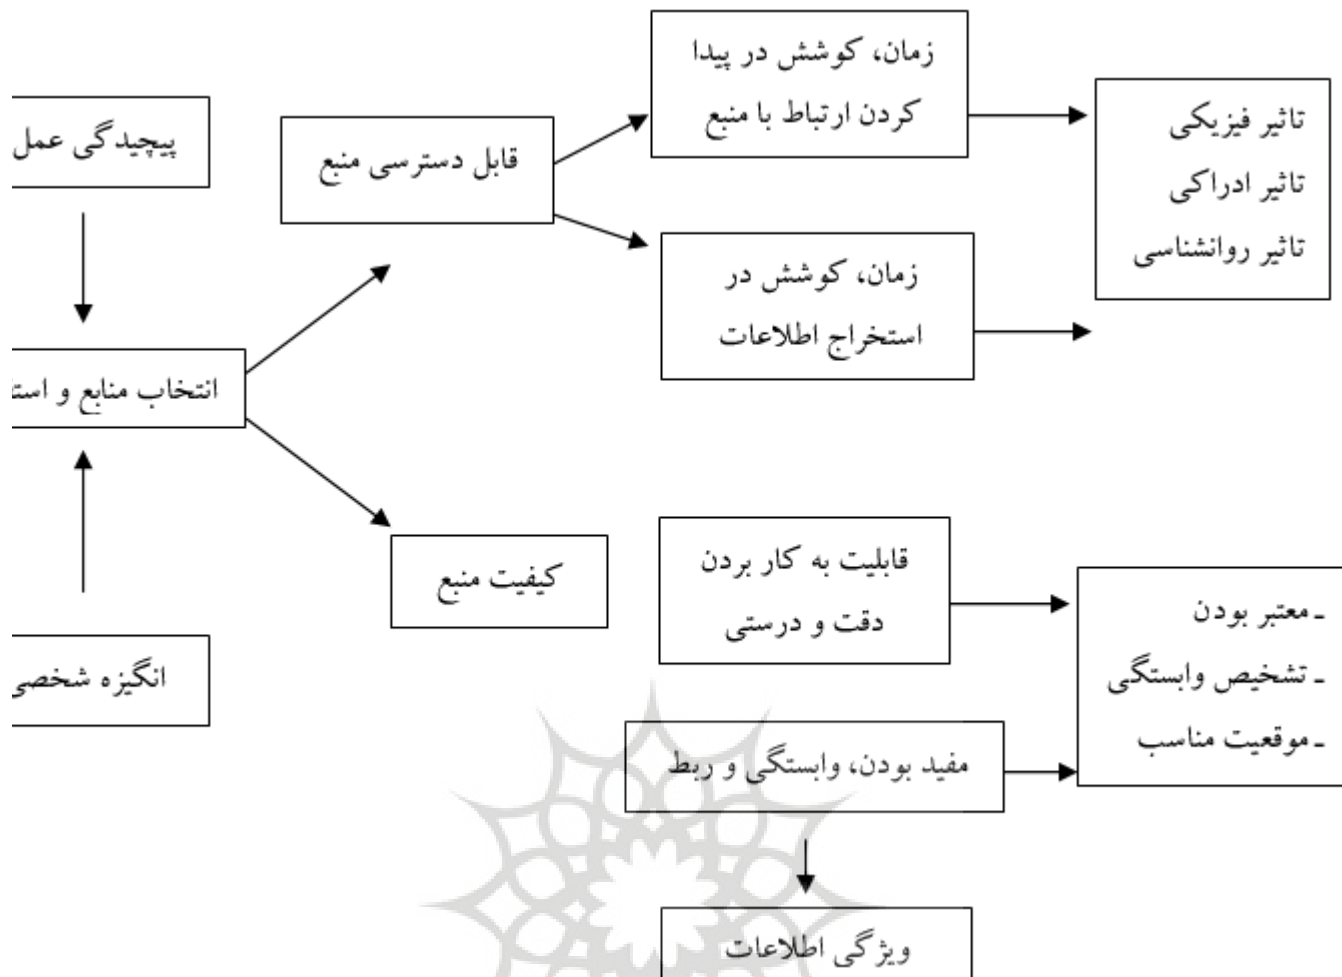 زمان، کوشش در پیدا
کردن ارتباط با منبع
تاثیر فیزیکی
تاثیر ادراکی
تاثیر روانشناسی
قابل دسترسی منبع
پیچیدگی عمل
زمان، کوشش در
استخراج اطلاعات
انتخاب منابع و
قابلیت به کار بردن
دقت و درستی
کیفیت منبع
ـ معتبر بودن
ـ تشخیص وابستگی
ـ موقعیت مناسب
انگیزه شخصی
مفید بودن، وابستگی و ربط
ویژگی اطلاعات